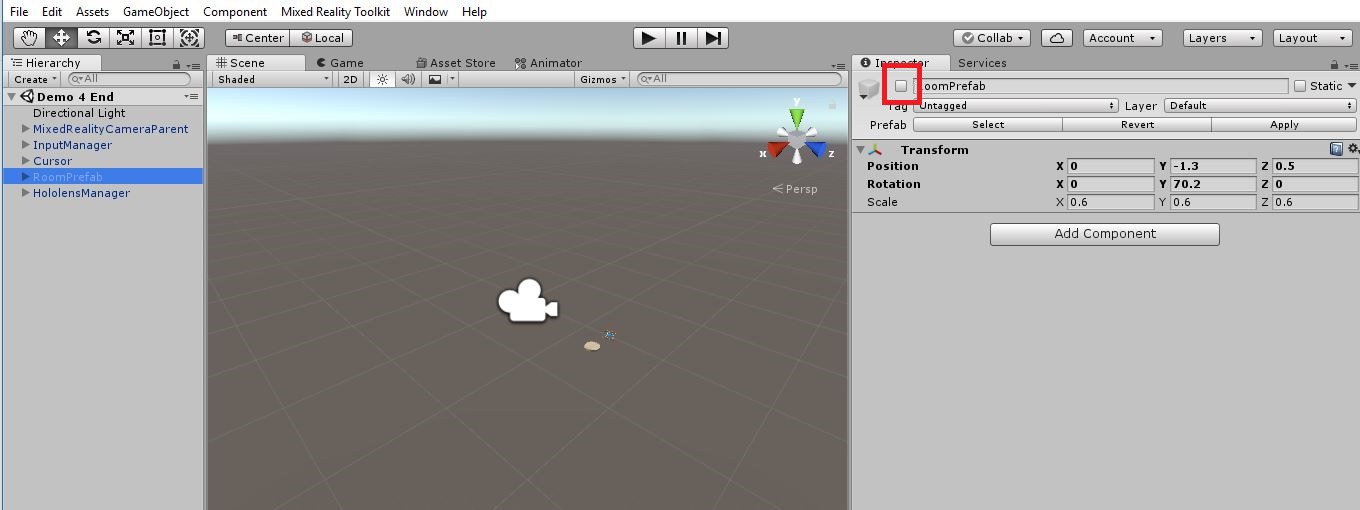 File Edit Assets GameObject Component Mixed Reality Toolkit Window Help
Center Local Collab Account Layers Layout
Hierarchy Scene Game Asset Store Animator Inspector Services
Create All Shaded 2D Gizmos All RoomPrefab Static
Demo 4 End y Tag Untagged Layer Default
Directional Light Prefab Select Revert Apply
MixedRealityCameraParent x z Transform
InputManager Position X 0 Y -1.3 Z 0.5
Cursor Rotation X 0 Y 70.2 Z 0
RoomPrefab Persp Scale X 0.6 Y 0.6 Z 0.6
HololensManager
Add Component